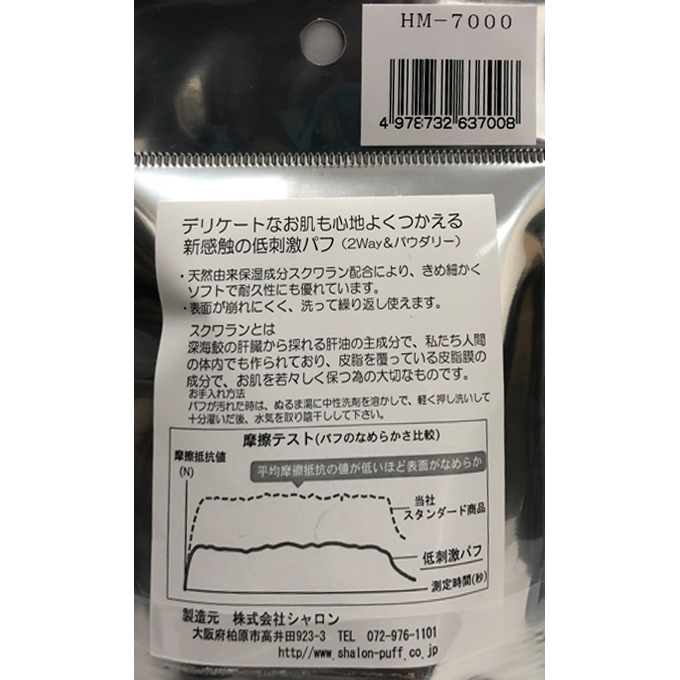 HM-7000
4 978732 637008
デリケートなお肌も心地よくつかえる
新感触の低刺激パフ（2Way＆パウダリー）
・天然由来保湿成分スクワラン配合により、きめ細かく
ソフトで耐久性にも優れています。
・表面が崩れにくく、洗って繰り返し使えます。
スクワランとは
深海鮫の肝臓から採れる肝油の主成分で、私たち人間
の体内でも作られており、皮脂を覆っている皮脂膜の
成分で、お肌を若々しく保つ為の大切なものです。
お手入れ方法
パフが汚れた時は、ぬるま湯に中性洗剤を溶かしで、軽く押し洗いして
十分濯いだ後、水気を取り陰干しして下さい。
摩擦テスト(パフのなめらかさ比較)
摩擦抵抗値
(N)
平均摩擦抵抗の値が低いほど表面がなめらか
当社
スタンダード商品
低刺激パフ
測定時間(秒)
製造元 株式会社シャロン
大阪府柏原市高井田923-3 TEL 072-976-1101
http//www.shalon-puff.co.jp